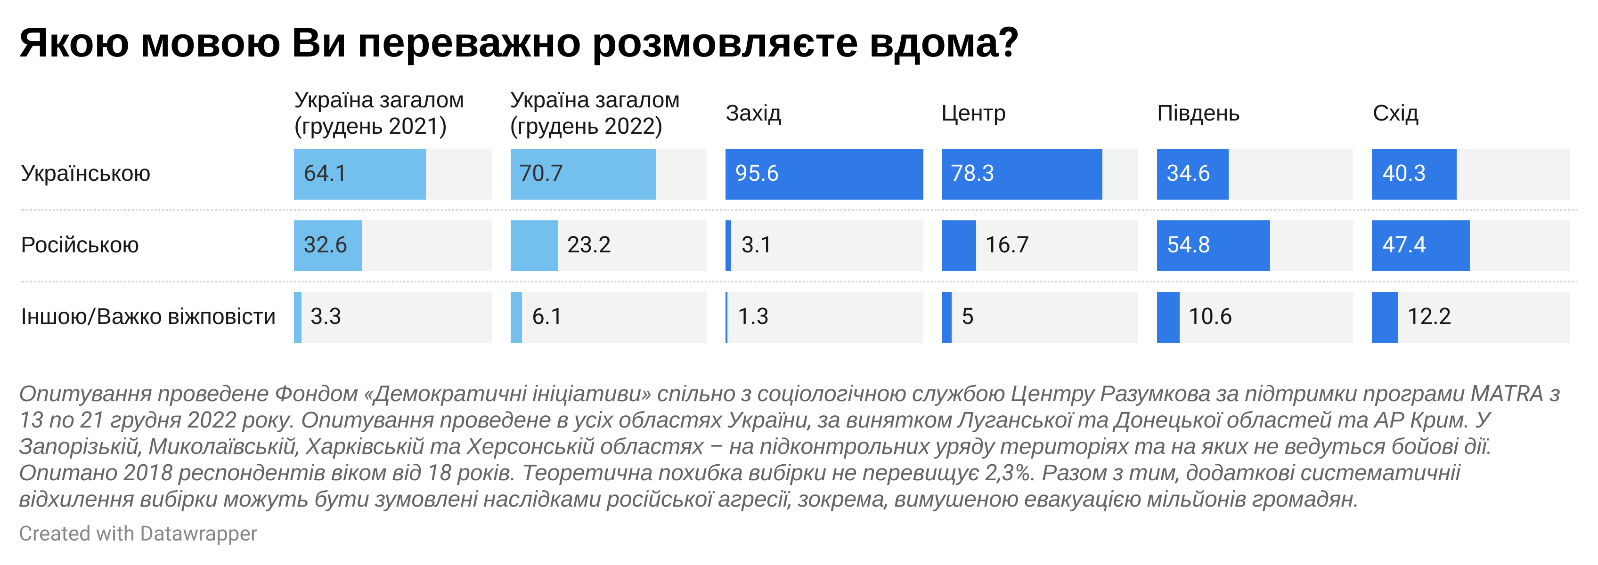 Якою мовою Ви переважно розмовляєте вдома?
Україна загалом (грудень 2021)
Україна загалом (грудень 2022)
Захід
Центр
Південь
Схід
Українською 64.1 70.7 95.6 78.3 34.6 40.3
Російською 32.6 23.2 3.1 16.7 54.8 47.4
Іншою/Важко віжповісти 3.3 6.1 1.3 5 10.6 12.2
Опитування проведене Фондом «Демократичні ініціативи» спільно з соціологічною службою Центру Разумкова за підтримки програми MATRA з
13 по 21 грудня 2022 року. Опитування проведене в усіх областях України, за винятком Луганської та Донецької областей та АР Крим. У
Запорізькій, Миколаївській, Харківській та Херсонській областях – на підконтрольних уряду територіях та на яких не ведуться бойові дії.
Опитано 2018 респондентів віком від 18 років. Теоретична похибка вибірки не перевищує 2,3%. Разом з тим, додаткові систематичніі
відхилення вибірки можуть бути зумовлені наслідками російської агресії, зокрема, вимушеною евакуацією мільйонів громадян.
Created with Datawrapper